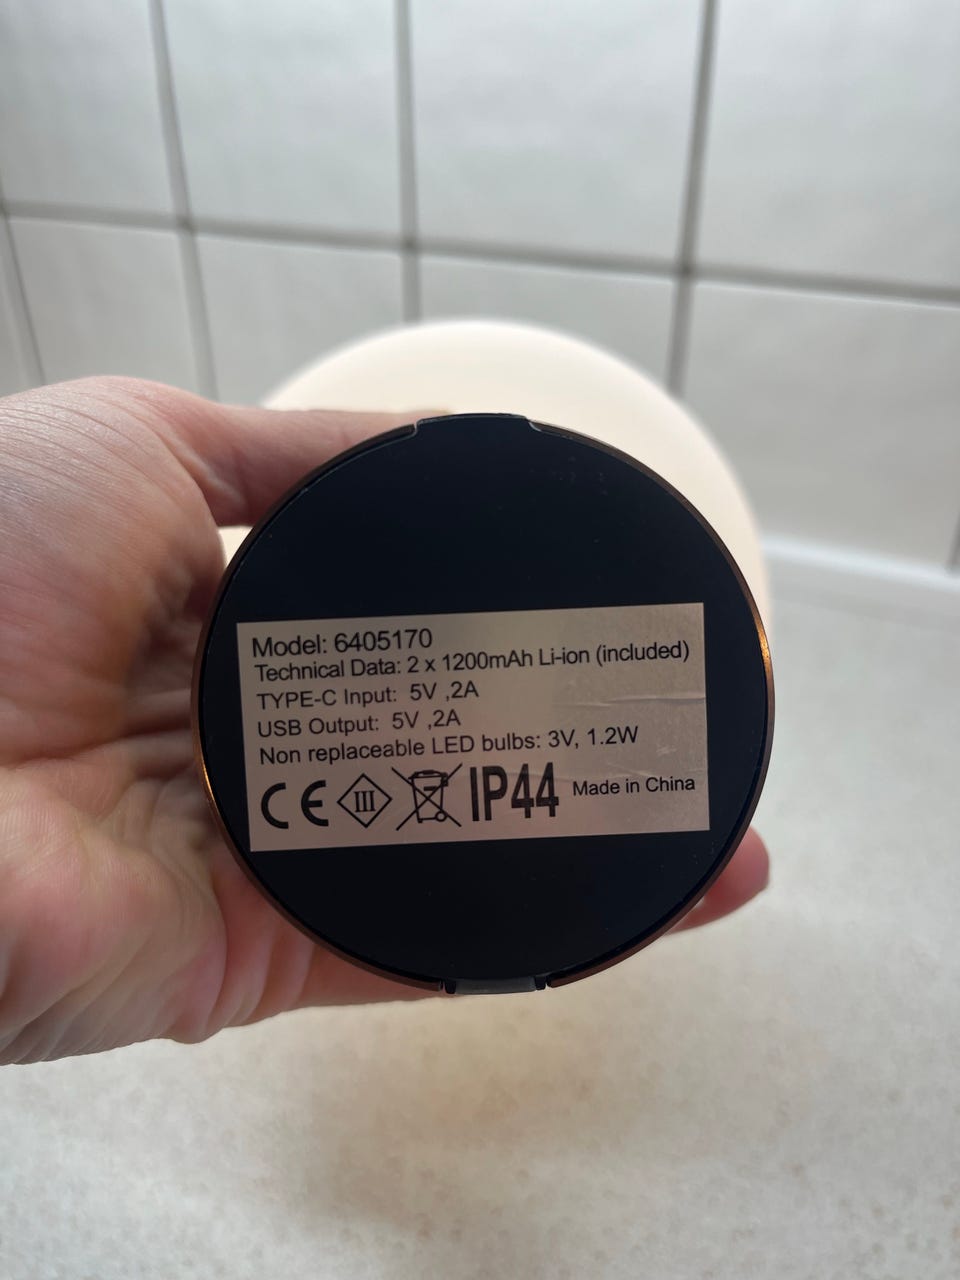 Model: 6405170
Technical Data: 2 x 1200mAh Li-ion (included)
TYPE-C Input: 5V ,2A
USB Output: 5V ,2A
Non replaceable LED bulbs: 3V, 1.2W
CE III IP44 Made in China